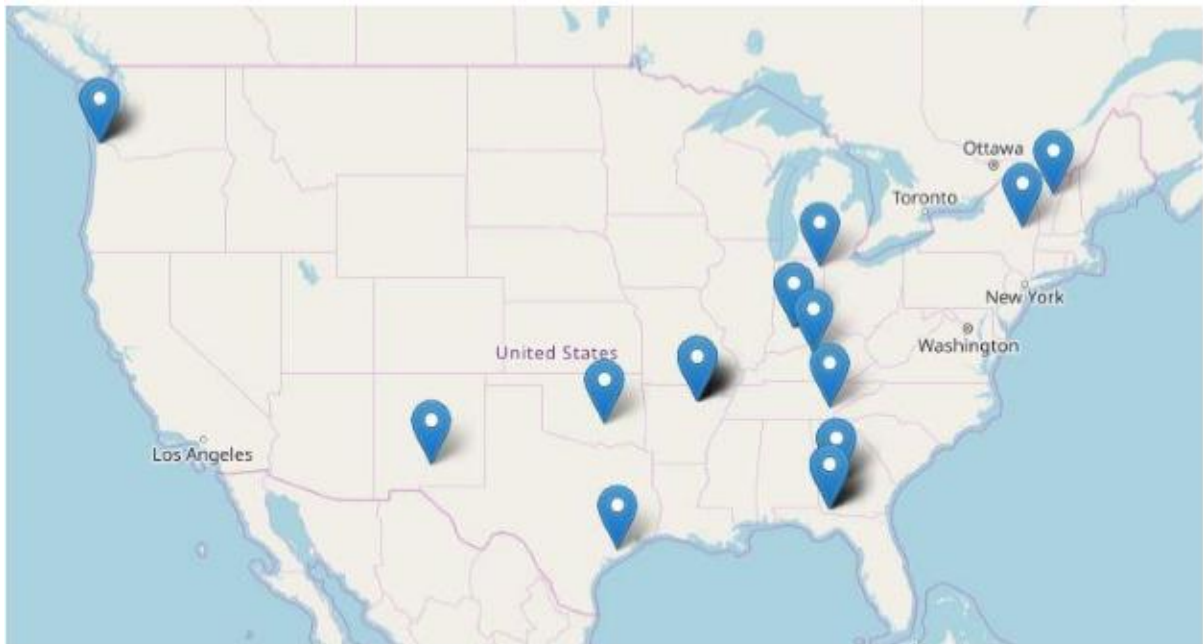 Ottawa
Toronto
New York
Washington
United States
Los Angeles